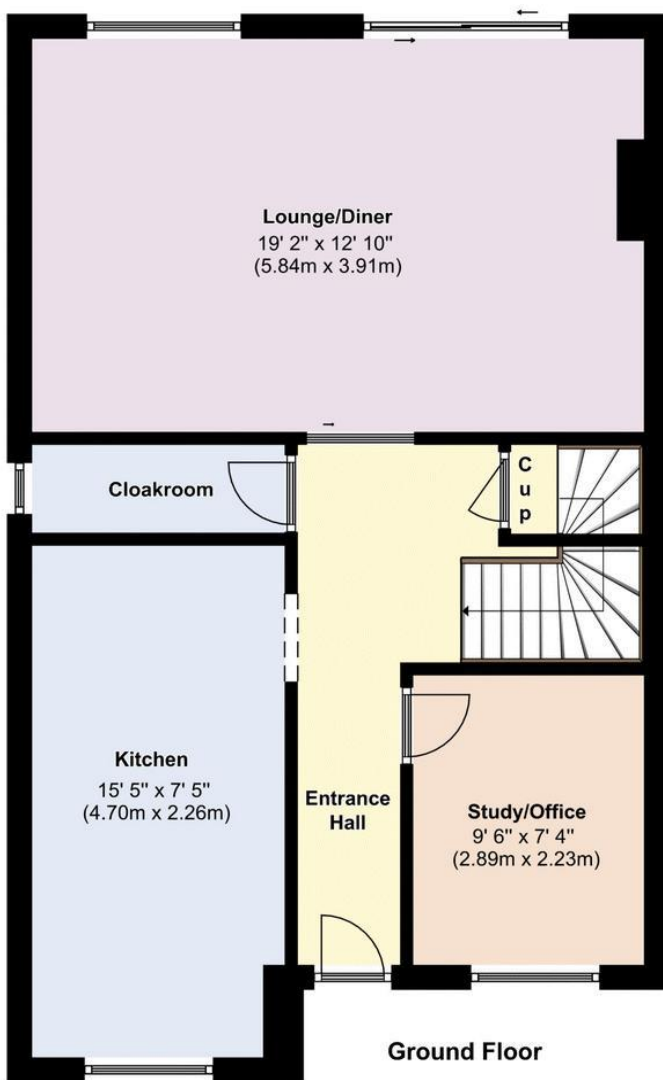 Lounge/Diner
19' 2" x 12' 10"
(5.84m x 3.91m)
Cloakroom
C
u
p
Kitchen
15' 5" x 7' 5"
(4.70m x 2.26m)
Entrance
Hall
Study/Office
9' 6" x 7' 4"
(2.89m x 2.23m)
Ground Floor